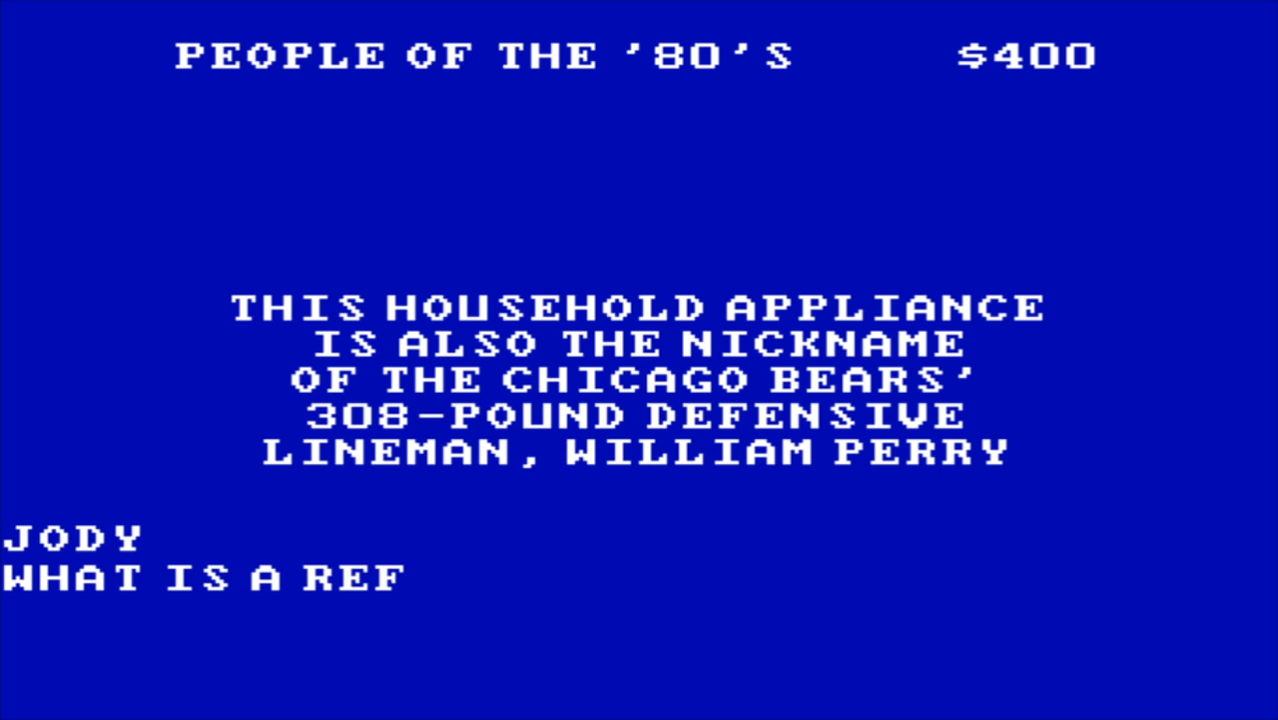 PEOPLE OF THE '80'S $400
THIS HOUSEHOLD APPLIANCE
IS ALSO THE NICKNAME
OF THE CHICAGO BEARS'
308-POUND DEFENSIVE
LINEMAN, WILLIAM PERRY
JODY
WHAT IS A REF